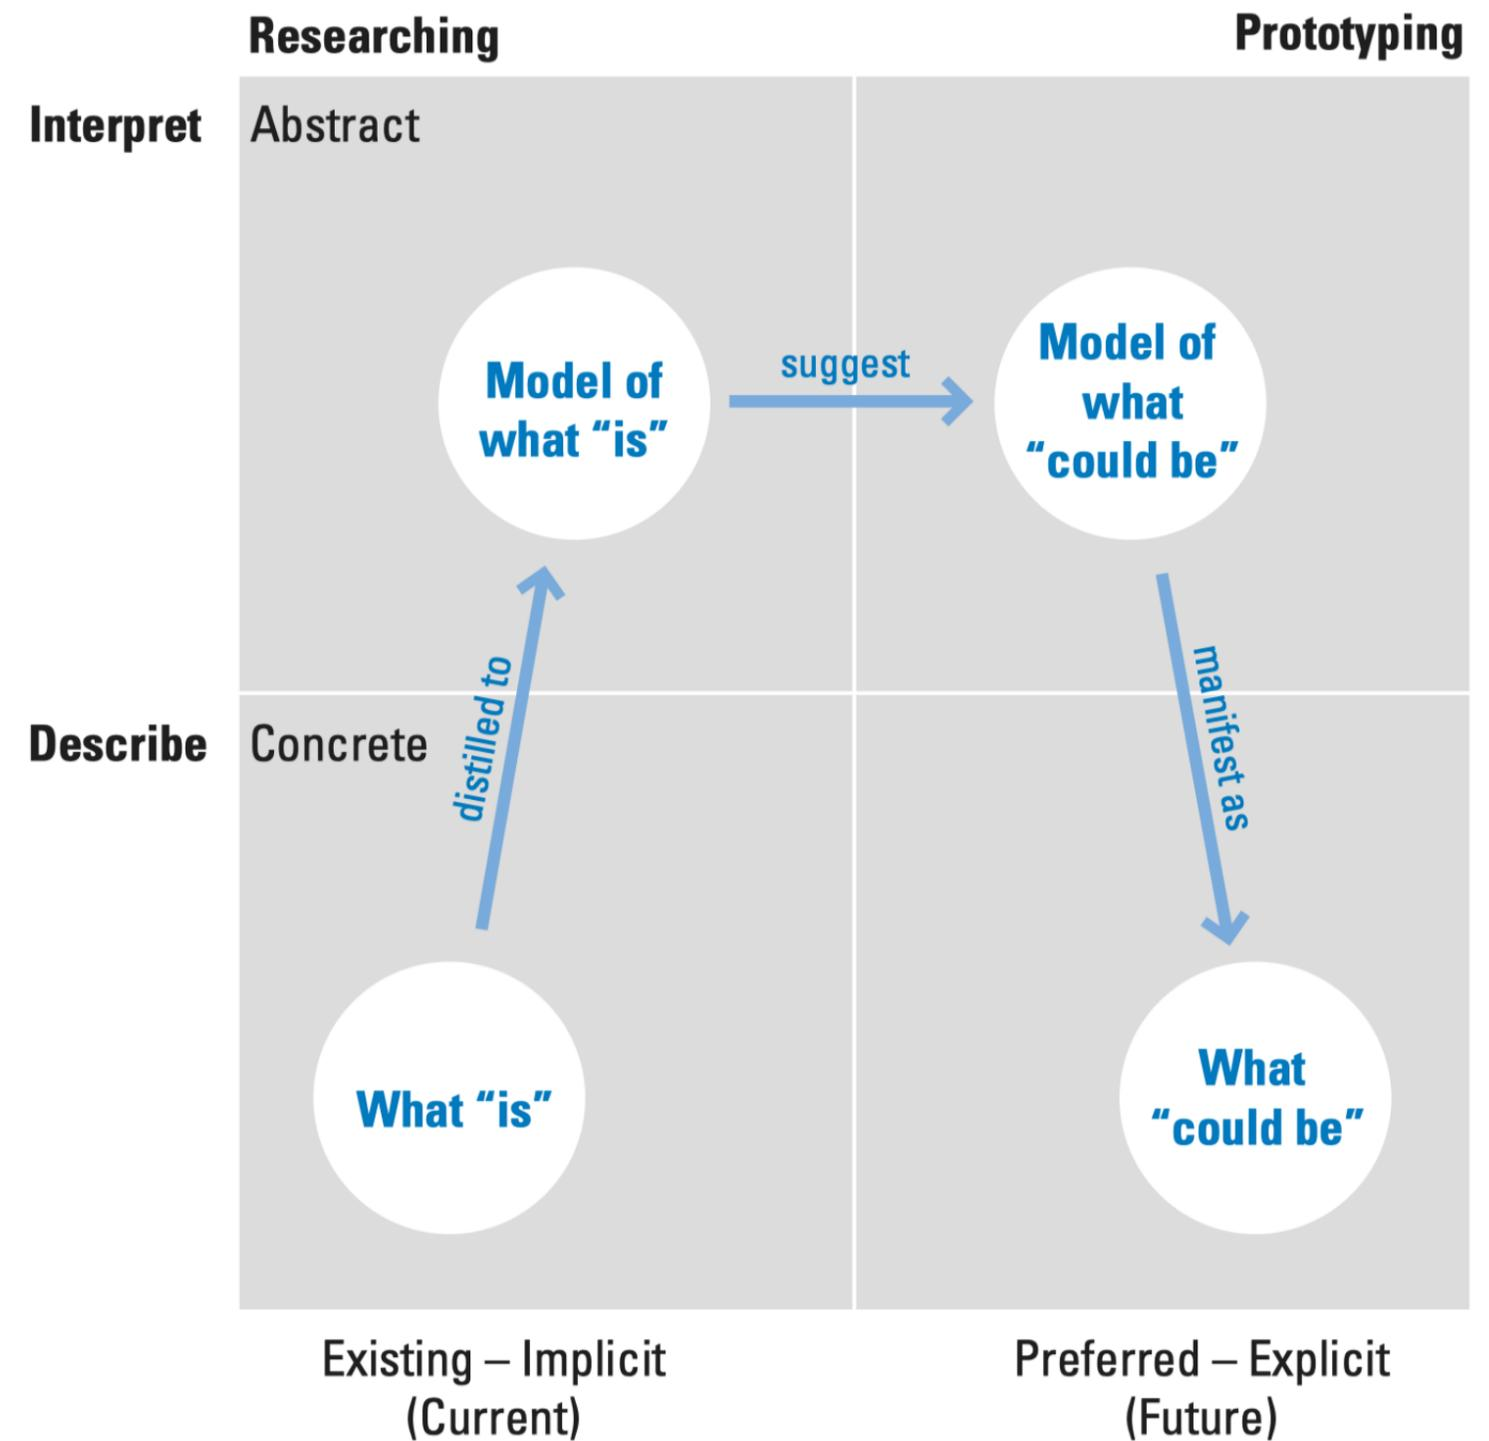 Researching
Prototyping
Interpret
Abstract
Model of
what “is”
suggest
Model of
what
“could be”
distilled to
manifest as
Describe
Concrete
What “is”
What
“could be”
Existing – Implicit
(Current)
Preferred – Explicit
(Future)